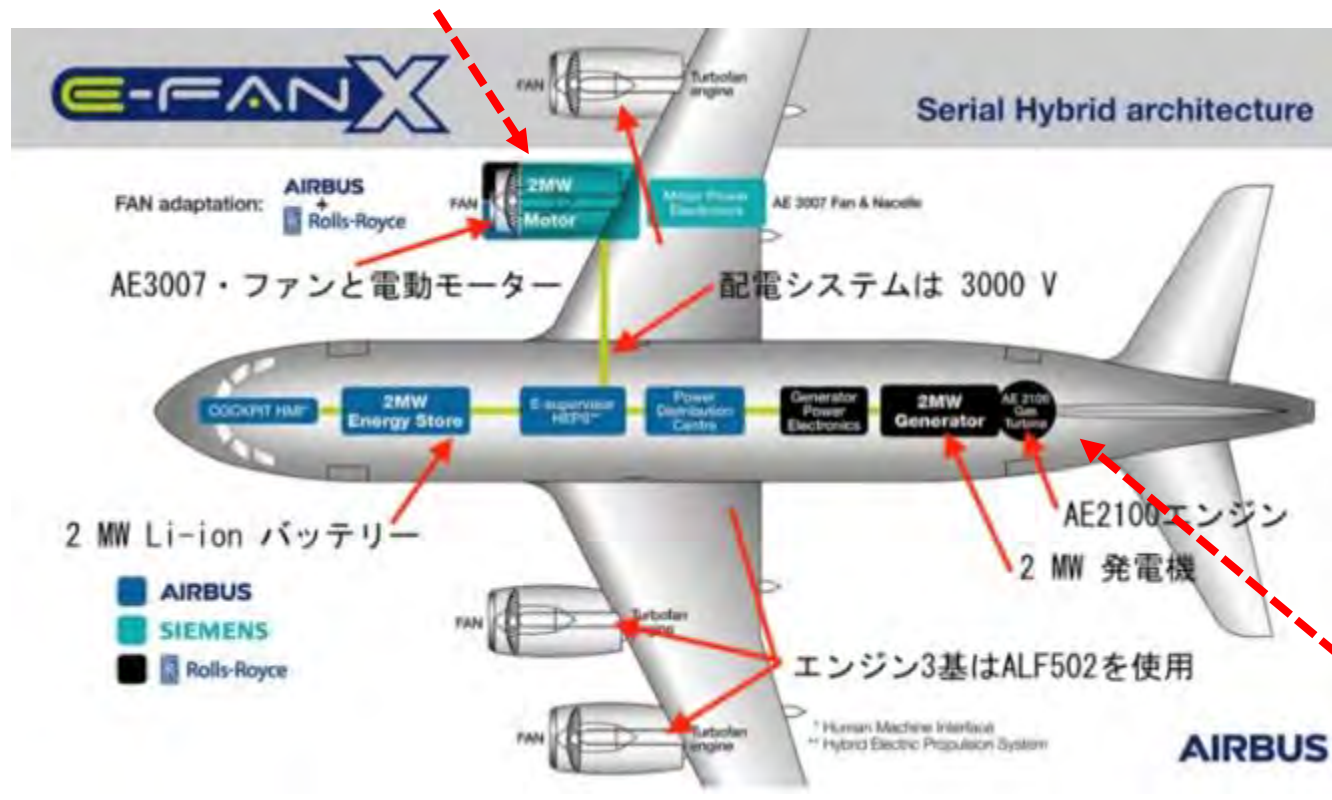 E-FAN X
Serial Hybrid architecture
FAN
Turbofan
engine
FAN adaptation:
AIRBUS
+
Rolls-Royce
FAN
2MW
Motor
Motor Power
Electronics
AE 3007 Fan & Nacelle
AE3007・ファンと電動モーター
配電システムは 3000 V
COCKPIT HMI*
2MW
Energy Store
E-supervisor
HEPS**
Power
Distribution
Centre
Generator
Power
Electronics
2MW
Generator
AE 2100
Gas
Turbine
2 MW Li-ion バッテリー
AE2100エンジン
2 MW 発電機
AIRBUS
SIEMENS
Rolls-Royce
FAN
Turbofan
engine
エンジン3基はALF502を使用
FAN
Turbofan
engine
* Human Machine Interface
** Hybrid Electric Propulsion System
AIRBUS